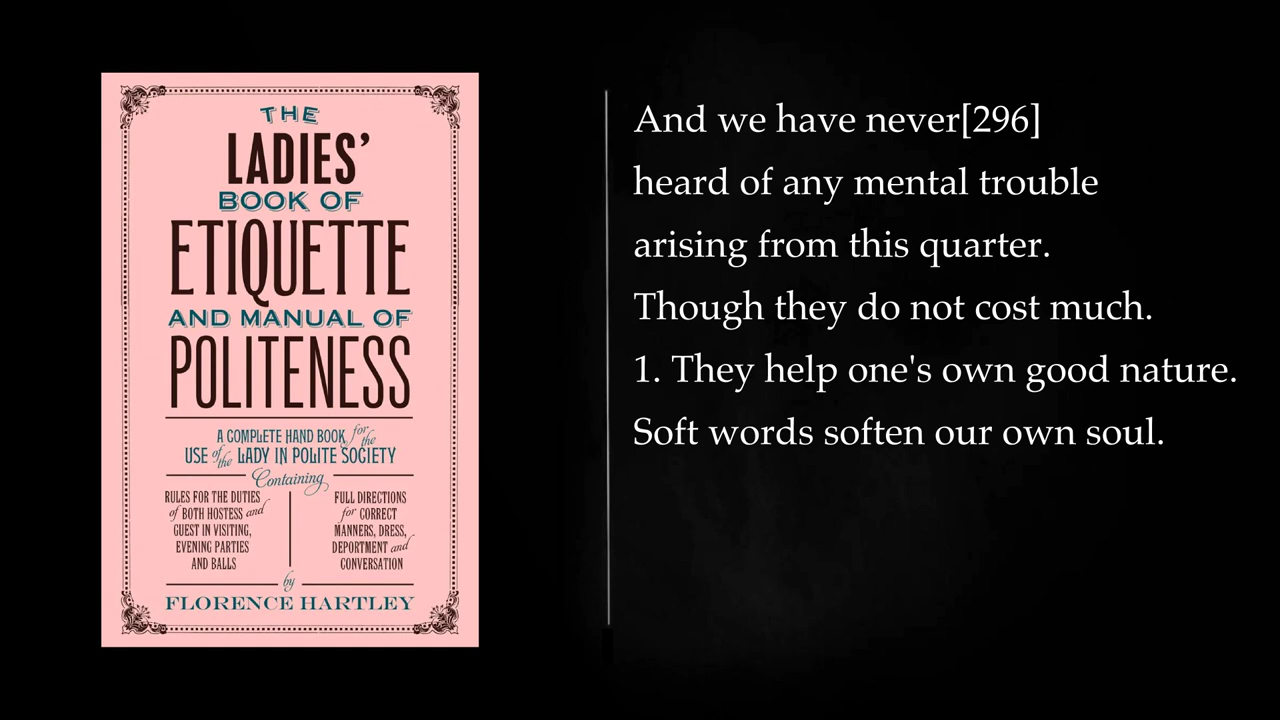 THE
LADIES'
BOOK OF
ETIQUETTE
AND MANUAL OF
POLITENESS
A COMPLETE HAND BOOK for the
USE of the LADY IN POLITE SOCIETY
Containing
RULES FOR THE DUTIES
of BOTH HOSTESS and
GUEST IN VISITING,
EVENING PARTIES
AND BALLS
FULL DIRECTIONS
for CORRECT
MANNERS, DRESS,
DEPORTMENT and
CONVERSATION
by
FLORENCE HARTLEY
And we have never[296]
heard of any mental trouble
arising from this quarter.
Though they do not cost much.
1. They help one's own good nature.
Soft words soften our own soul.